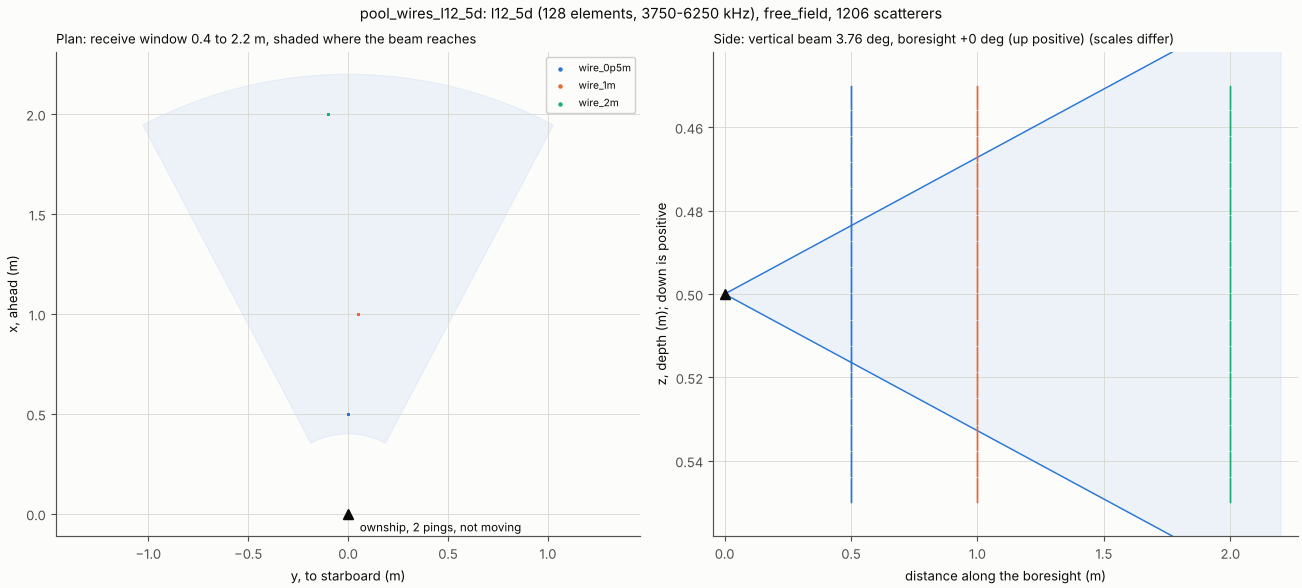 pool_wires_l12_5d: l12_5d (128 elements, 3750-6250 kHz), free_field, 1206 scatterers
Plan: receive window 0.4 to 2.2 m, shaded where the beam reaches
wire_0p5m
wire_1m
wire_2m
2.0
1.5
1.0
0.5
0.0
x, ahead (m)
ownship, 2 pings, not moving
−1.0
−0.5
0.0
0.5
1.0
y, to starboard (m)
Side: vertical beam 3.76 deg, boresight +0 deg (up positive) (scales differ)
0.46
0.48
0.50
0.52
0.54
z, depth (m); down is positive
0.0
0.5
1.0
1.5
2.0
distance along the boresight (m)